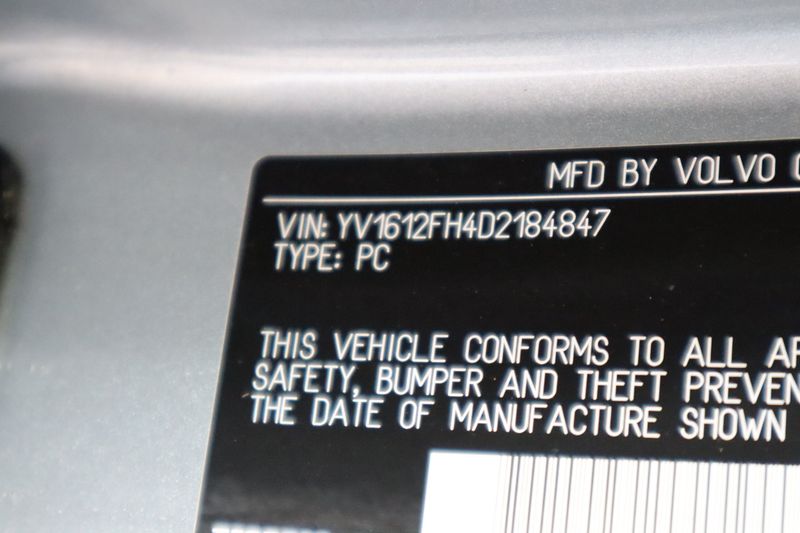 MFD BY VOLVO
VIN: YV1612FH4D2184847
TYPE: PC
THIS VEHICLE CONFORMS TO ALL
SAFETY, BUMPER AND THEFT PREVEN
THE DATE OF MANUFACTURE SHOWN